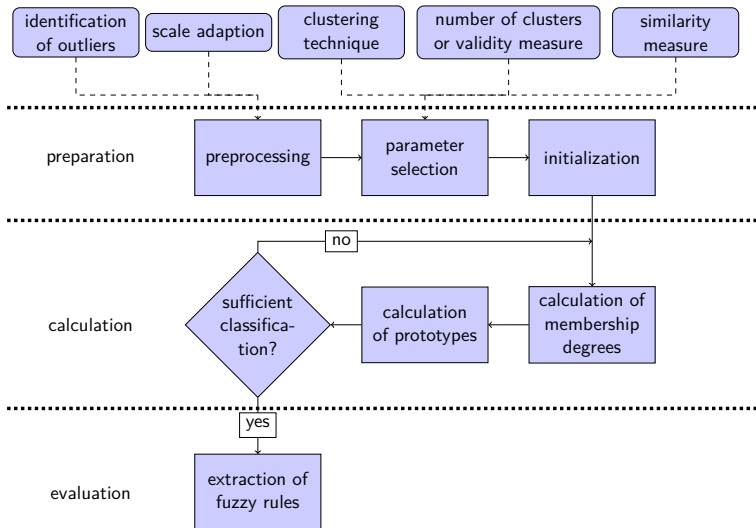 identification
of outliers
scale adaption
clustering
technique
number of clusters
or validity measure
similarity
measure
preparation
preprocessing
parameter
selection
initialization
no
calculation
sufficient
classifica-
tion?
calculation
of prototypes
calculation of
membership
degrees
yes
evaluation
extraction of
fuzzy rules